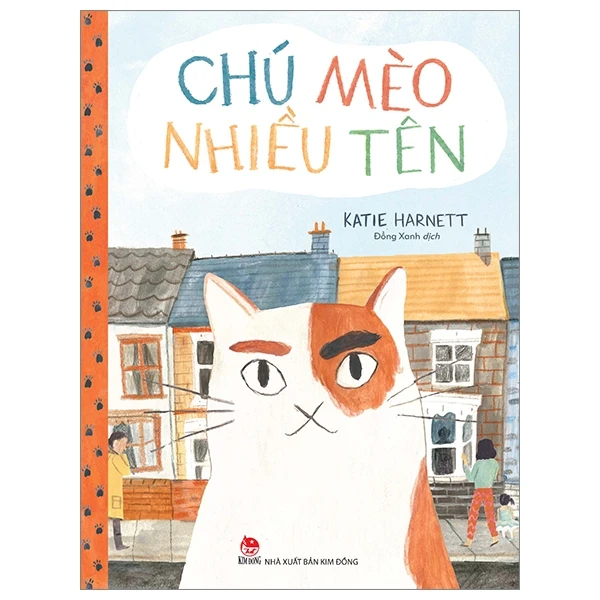 CHÚ MÈO
NHIỀU TÊN
KATIE HARNETT
Đồng Xanh dịch
KIM ĐỒNG
NHÀ XUẤT BẢN KIM ĐỒNG